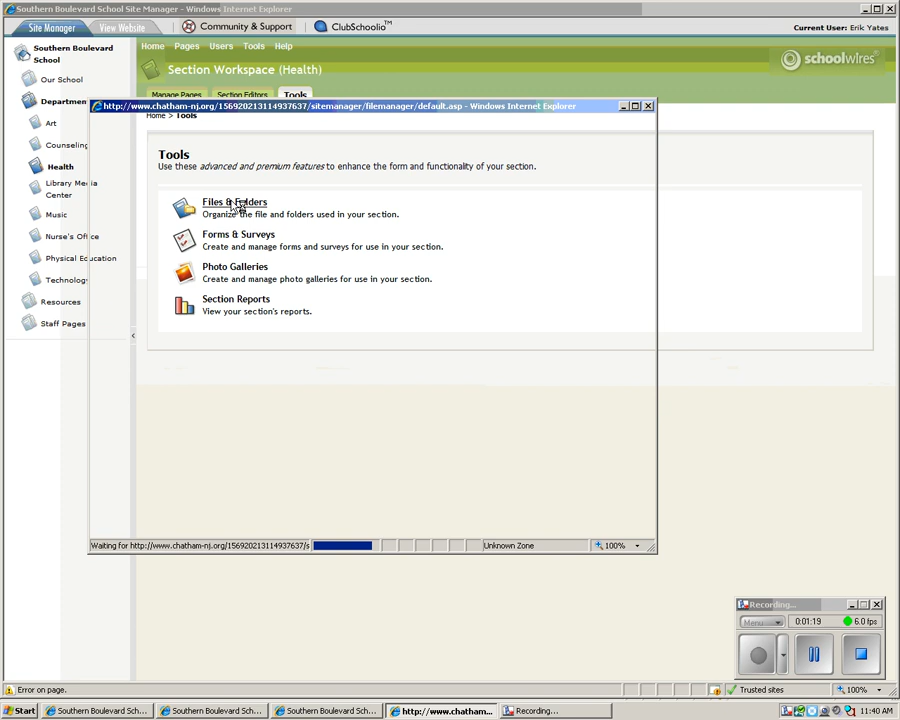 Southern Boulevard School Site Manager - Windows Internet Explorer
Site Manager
View Website
Community & Support
ClubSchoolio™
Current User: Erik Yates
Southern Boulevard School
Home Pages Users Tools Help
Section Workspace (Health)
schoolwires
Manage Pages
Section Editors
Tools
Our School
Departmen
Art
Counseling
Health
Library Media Center
Music
Nurse's Office
Physical Education
Technology
Resources
Staff Pages
http://www.chatham-nj.org/156920213114937637/sitemanager/filemanager/default.asp - Windows Internet Explorer
Home > Tools
Tools
Use these advanced and premium features to enhance the form and functionality of your section.
Files & Folders
Organize the file and folders used in your section.
Forms & Surveys
Create and manage forms and surveys for use in your section.
Photo Galleries
Create and manage photo galleries for use in your section.
Section Reports
View your section's reports.
Waiting for http://www.chatham-nj.org/156920213114937637/s
Unknown Zone
100%
Recording...
Menu
0:01:19
6.0 fps
Error on page.
Trusted sites
100%
Start
Southern Boulevard Sch...
Southern Boulevard Sch...
Southern Boulevard Sch...
http://www.chatham...
Recording...
11:40 AM